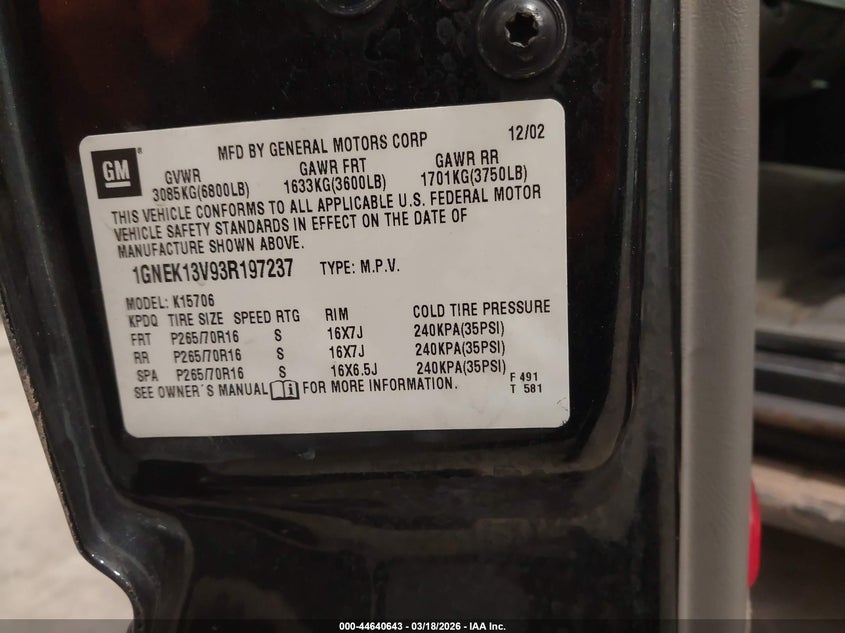 GM ®
MFD BY GENERAL MOTORS CORP 12/02
GVWR GAWR FRT GAWR RR
3085KG(6800LB) 1633KG(3600LB) 1701KG(3750LB)
THIS VEHICLE CONFORMS TO ALL APPLICABLE U.S. FEDERAL MOTOR
VEHICLE SAFETY STANDARDS IN EFFECT ON THE DATE OF
MANUFACTURE SHOWN ABOVE.
1GNEK13V93R197237 TYPE: M.P.V.
MODEL: K15706
KPDQ TIRE SIZE SPEED RTG RIM COLD TIRE PRESSURE
FRT P265/70R16 S 16X7J 240KPA(35PSI)
RR P265/70R16 S 16X7J 240KPA(35PSI)
SPA P265/70R16 S 16X6.5J 240KPA(35PSI)
SEE OWNER'S MANUAL i FOR MORE INFORMATION. F 491
T 581
000-44640643 / 03/18/2026 - IAA Inc.